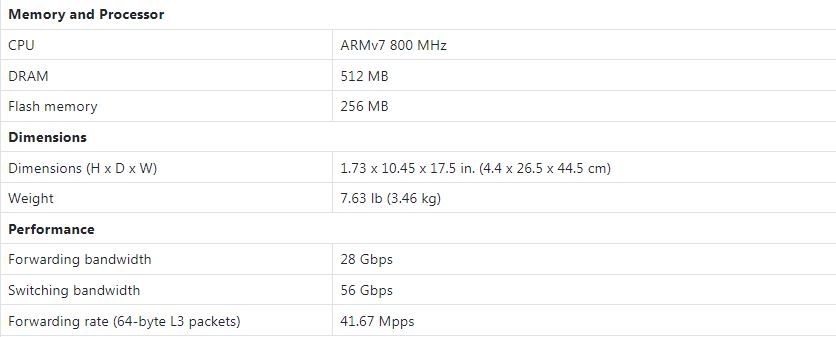 Memory and Processor
CPU ARMv7 800 MHz
DRAM 512 MB
Flash memory 256 MB
Dimensions
Dimensions (H x D x W) 1.73 x 10.45 x 17.5 in. (4.4 x 26.5 x 44.5 cm)
Weight 7.63 lb (3.46 kg)
Performance
Forwarding bandwidth 28 Gbps
Switching bandwidth 56 Gbps
Forwarding rate (64-byte L3 packets) 41.67 Mpps